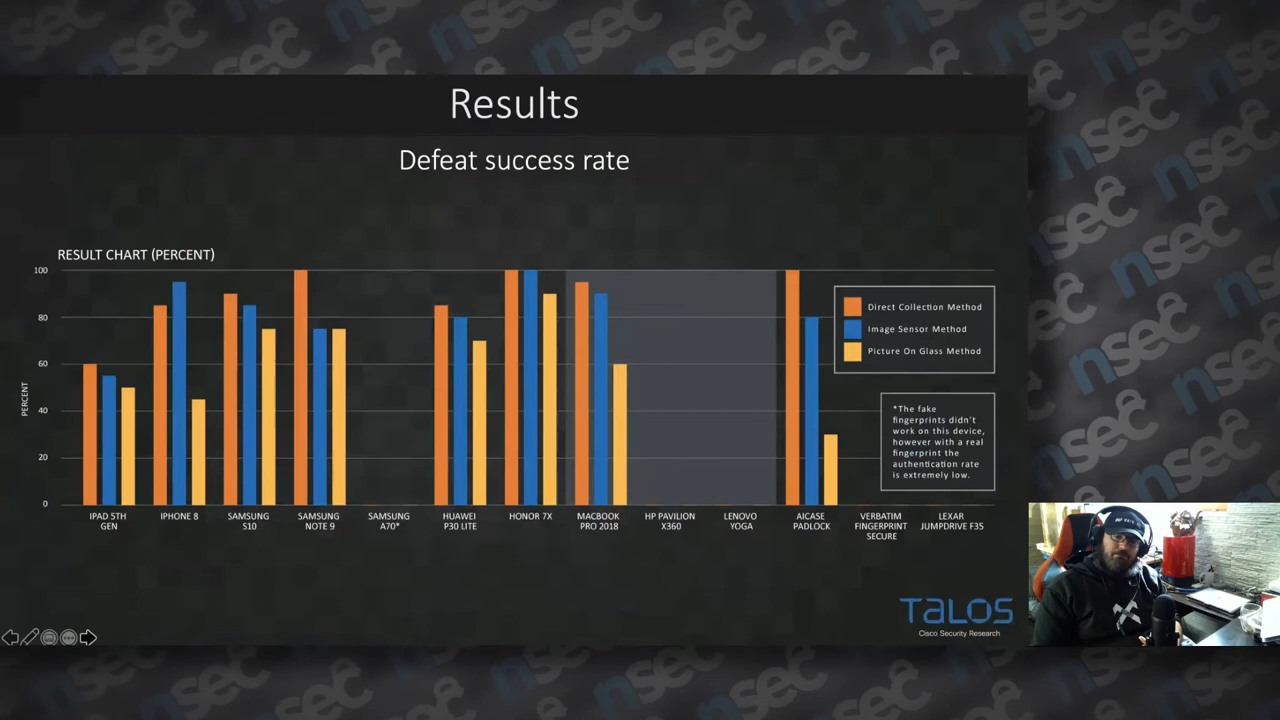 Results
Defeat success rate
RESULT CHART (PERCENT)
100
80
60
40
20
0
PERCENT
Direct Collection Method
Image Sensor Method
Picture On Glass Method
*The fake
fingerprints didn't
work on this device,
however with a real
fingerprint the
authentication rate
is extremely low.
IPAD 5TH
GEN
IPHONE 8
SAMSUNG
S10
SAMSUNG
NOTE 9
SAMSUNG
A70*
HUAWEI
P30 LITE
HONOR 7X
MACBOOK
PRO 2018
HP PAVILION
X360
LENOVO
YOGA
AICASE
PADLOCK
VERBATIM
FINGERPRINT
SECURE
LEXAR
JUMPDRIVE F35
TALOS
Cisco Security Research
nsec